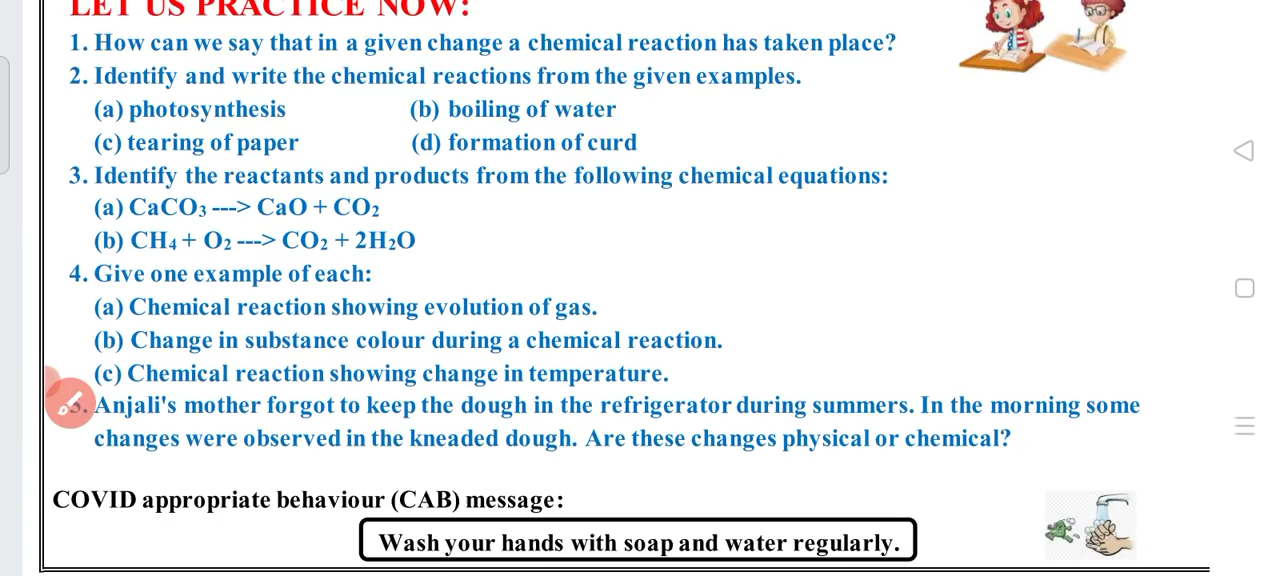 LET US PRACTICE NOW:
1. How can we say that in a given change a chemical reaction has taken place?
2. Identify and write the chemical reactions from the given examples.
(a) photosynthesis (b) boiling of water
(c) tearing of paper (d) formation of curd
3. Identify the reactants and products from the following chemical equations:
(a) CaCO₃ ---> CaO + CO₂
(b) CH₄ + O₂ ---> CO₂ + 2H₂O
4. Give one example of each:
(a) Chemical reaction showing evolution of gas.
(b) Change in substance colour during a chemical reaction.
(c) Chemical reaction showing change in temperature.
5. Anjali's mother forgot to keep the dough in the refrigerator during summers. In the morning some
changes were observed in the kneaded dough. Are these changes physical or chemical?
COVID appropriate behaviour (CAB) message:
Wash your hands with soap and water regularly.